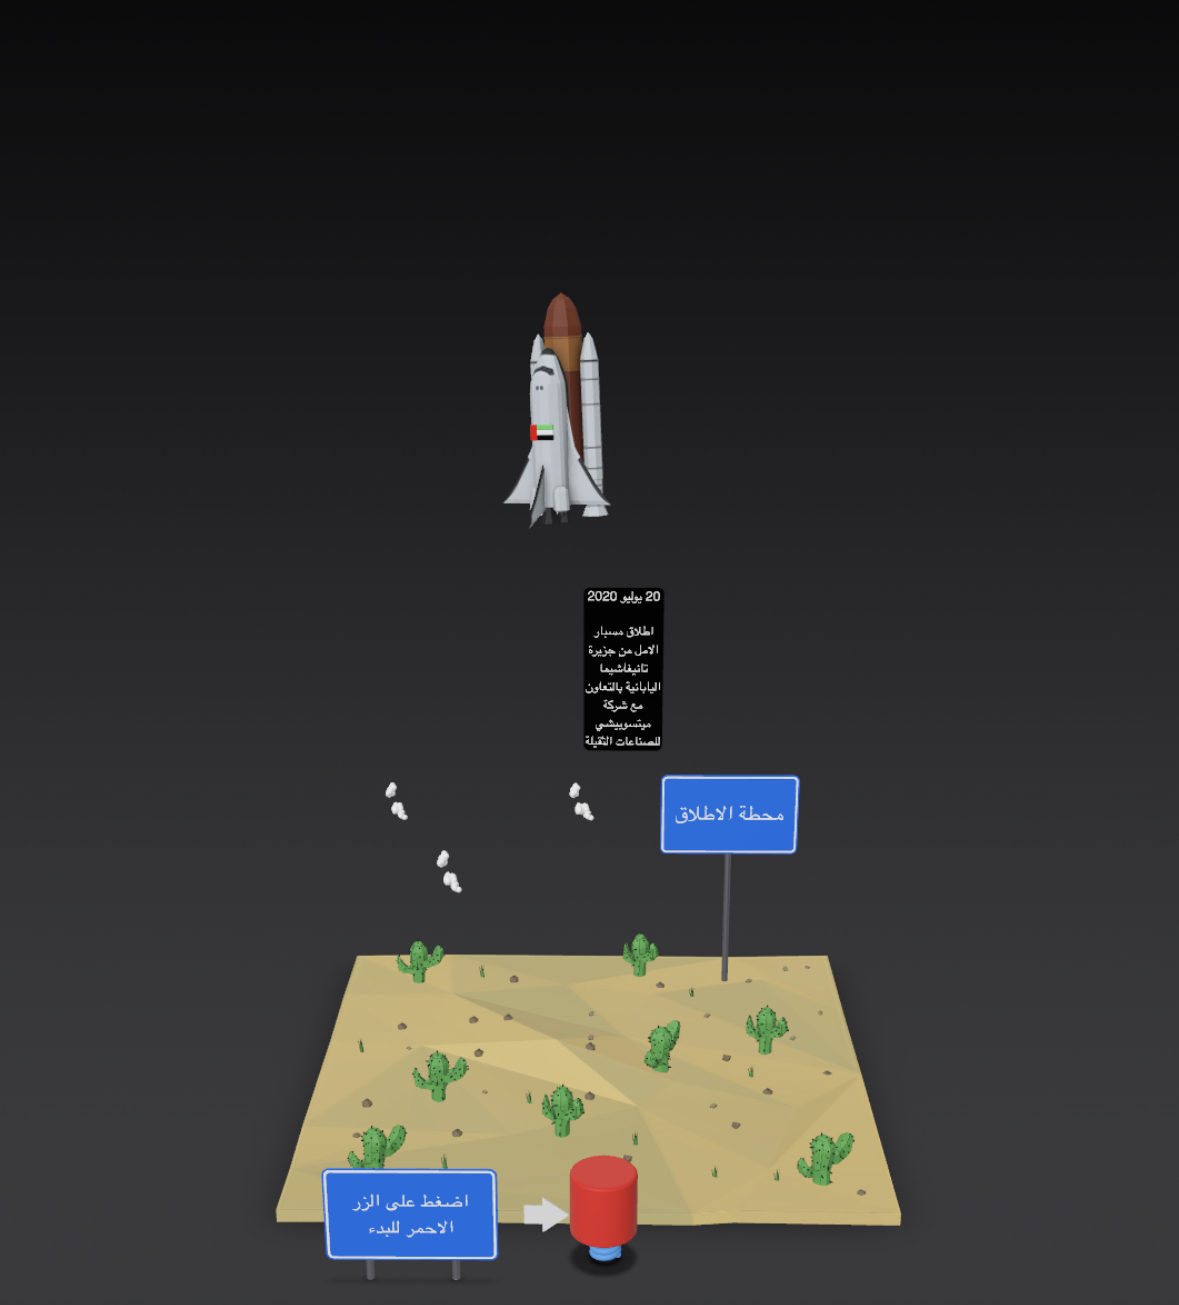 20 يوليو 2020
اطلاق مسبار
الامل من جزيرة
تانيغاشيما
اليابانية بالتعاون
مع شركة
ميتسوبيشي
للصناعات الثقيلة
محطة الاطلاق
اضغط على الزر
الاحمر للبدء